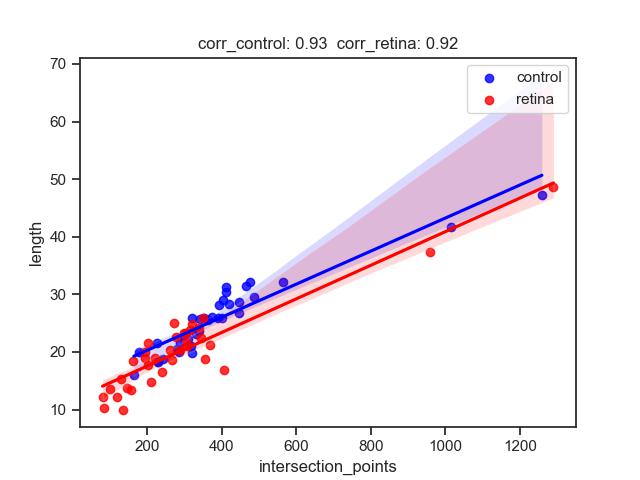 corr_control: 0.93  corr_retina: 0.92
70
60
50
40
30
20
10
length
control
retina
200 400 600 800 1000 1200
intersection_points